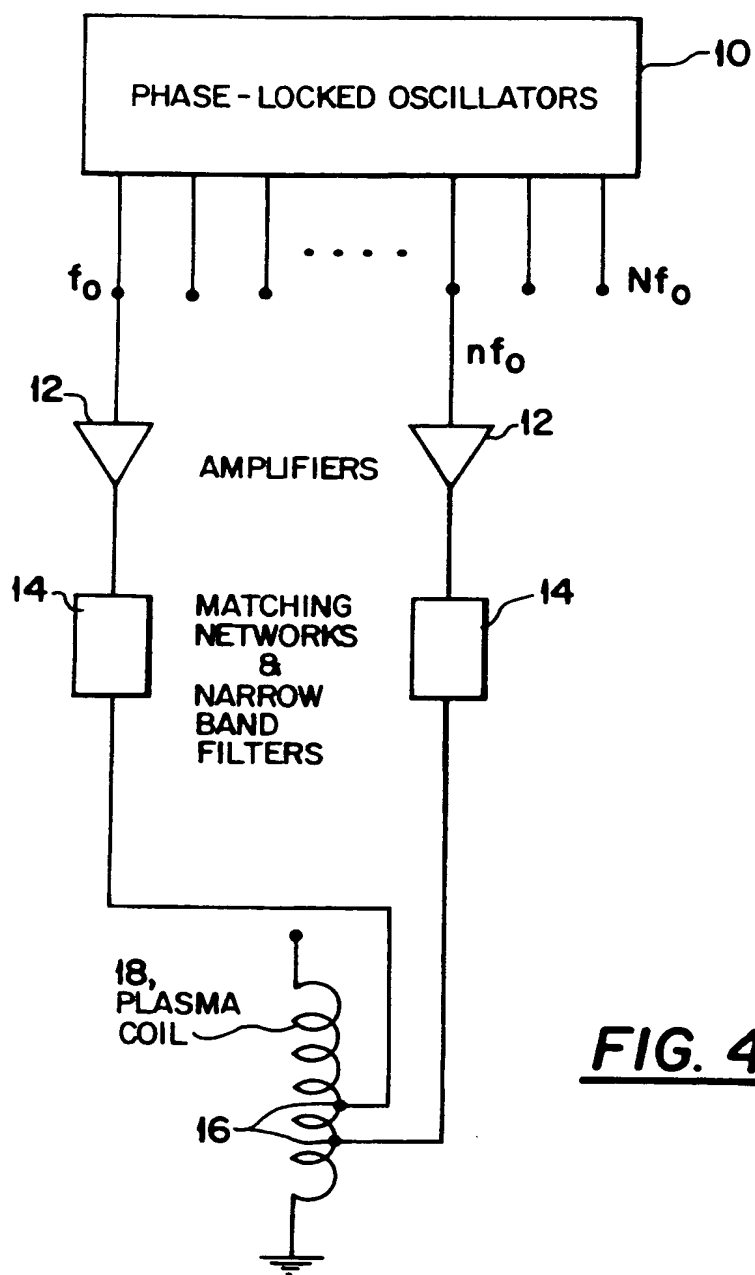 PHASE-LOCKED OSCILLATORS
10
f₀
Nf₀
nf₀
12
12
AMPLIFIERS
14
MATCHING
NETWORKS
&
NARROW
BAND
FILTERS
14
18,
PLASMA
COIL
16
FIG. 4